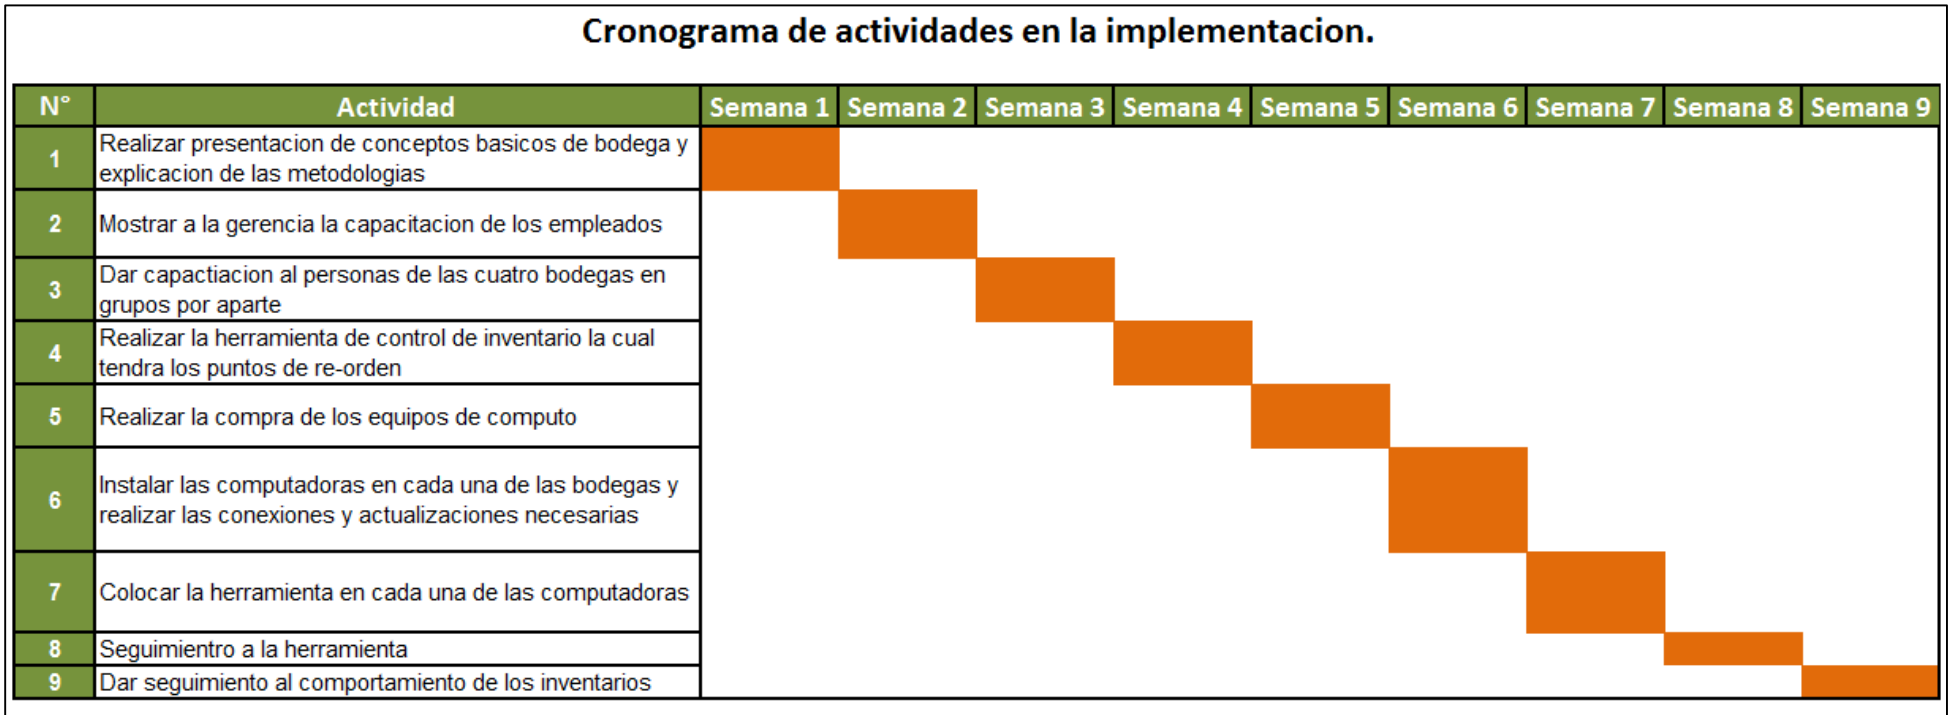 Cronograma de actividades en la implementacion.
N° Actividad Semana 1 Semana 2 Semana 3 Semana 4 Semana 5 Semana 6 Semana 7 Semana 8 Semana 9
1 Realizar presentacion de conceptos basicos de bodega y
explicacion de las metodologias
2 Mostrar a la gerencia la capacitacion de los empleados
3 Dar capactiacion al personas de las cuatro bodegas en
grupos por aparte
4 Realizar la herramienta de control de inventario la cual
tendra los puntos de re-orden
5 Realizar la compra de los equipos de computo
6 Instalar las computadoras en cada una de las bodegas y
realizar las conexiones y actualizaciones necesarias
7 Colocar la herramienta en cada una de las computadoras
8 Seguimientro a la herramienta
9 Dar seguimiento al comportamiento de los inventarios